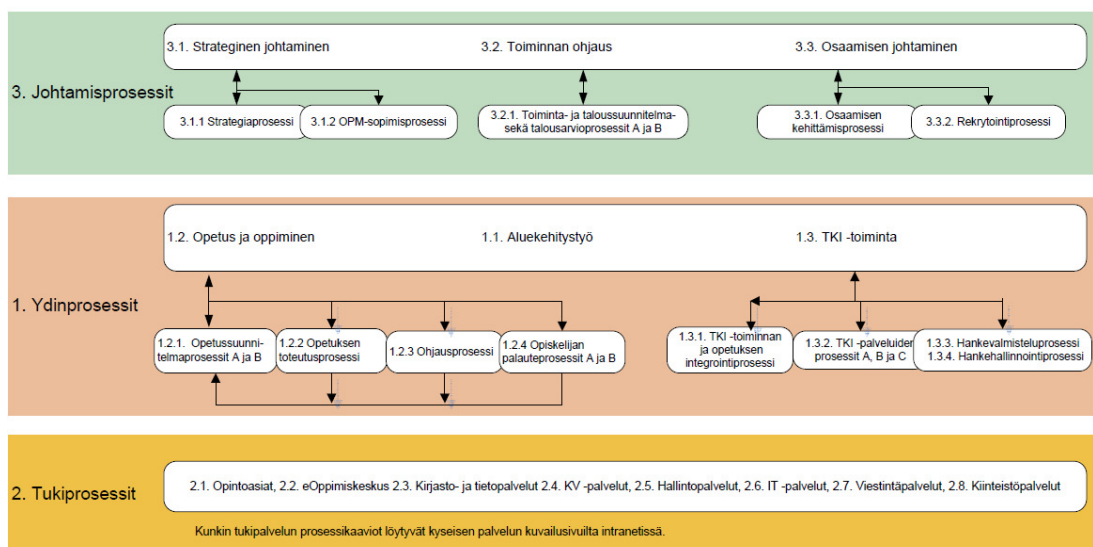 3. Johtamisprosessit
3.1. Strateginen johtaminen
3.2. Toiminnan ohjaus
3.3. Osaamisen johtaminen
3.1.1 Strategiaprosessi
3.1.2 OPM-sopimisprosessi
3.2.1. Toiminta- ja taloussuunnitelma-
sekä talousarvioprosessit A ja B
3.3.1. Osaamisen
kehittämisprosessi
3.3.2. Rekrytointiprosessi
1. Ydinprosessit
1.2. Opetus ja oppiminen
1.1. Aluekehitystyö
1.3. TKI -toiminta
1.2.1. Opetussuunni-
telmaprosessit A ja B
1.2.2 Opetuksen
toteutusprosessi
1.2.3 Ohjausprosessi
1.2.4 Opiskelijan
palauteprosessit A ja B
1.3.1. TKI -toiminnan
ja opetuksen
integrointiprosessi
1.3.2. TKI -palveluiden
prosessit A, B ja C
1.3.3. Hankevalmisteluprosessi
1.3.4. Hankehallinnointiprosessi
2. Tukiprosessit
2.1. Opintoasiat, 2.2. eOppimiskeskus 2.3. Kirjasto- ja tietopalvelut 2.4. KV -palvelut, 2.5. Hallintopalvelut, 2.6. IT -palvelut, 2.7. Viestintäpalvelut, 2.8. Kiinteistöpalvelut
Kunkin tukipalvelun prosessikaaviot löytyvät kyseisen palvelun kuvailusivuilta intranetissä.